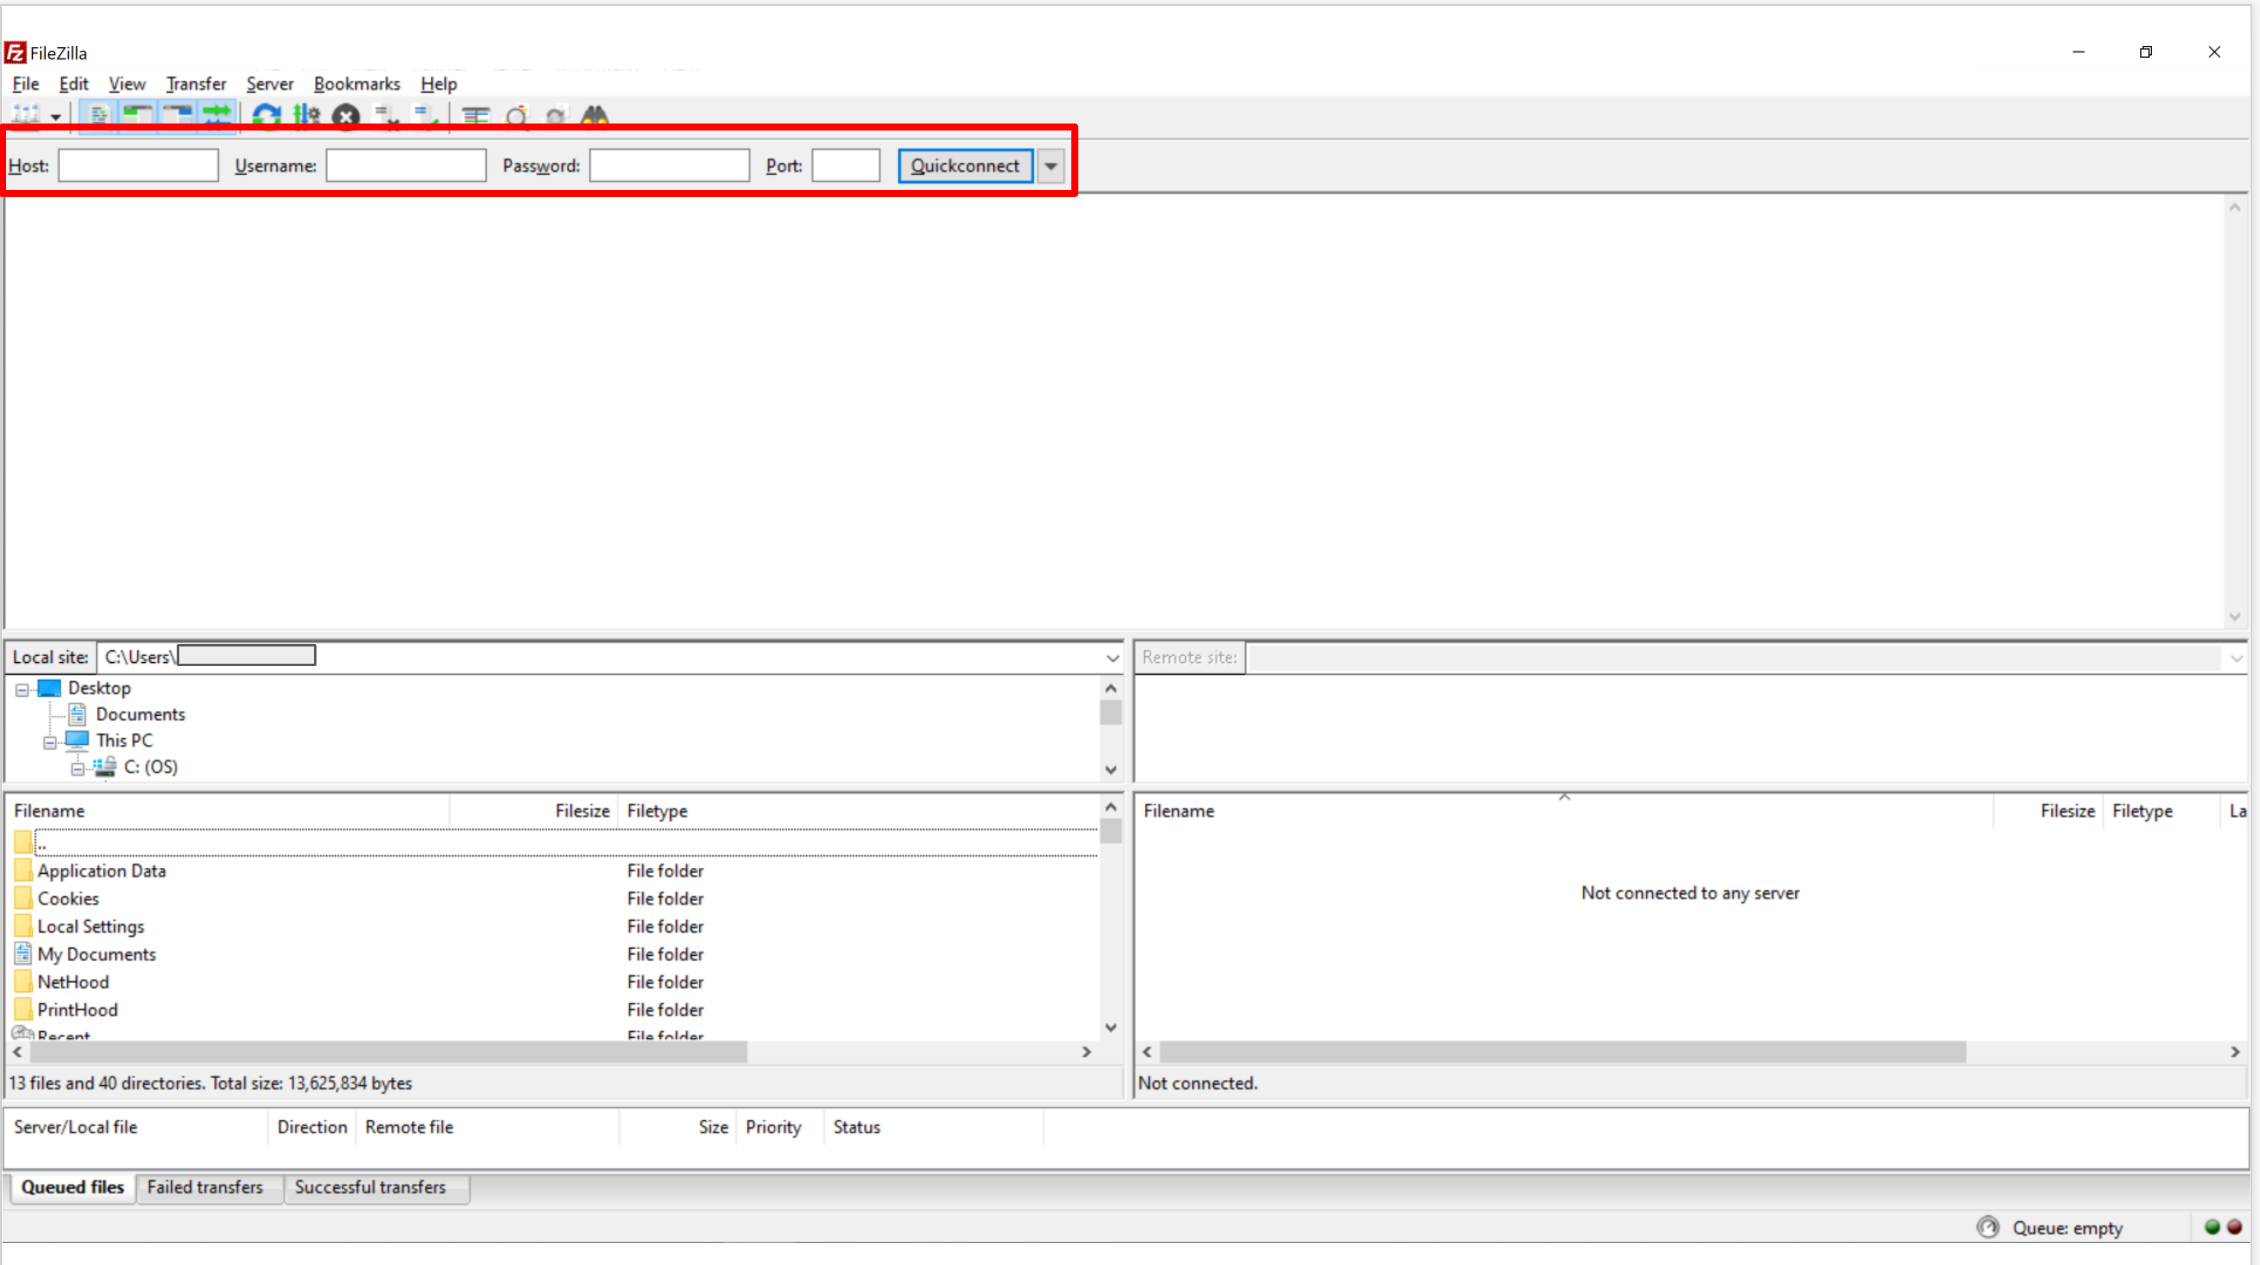 FileZilla
File Edit View Transfer Server Bookmarks Help
Host: Username: Password: Port: Quickconnect
Local site: C:\Users\
Remote site:
Desktop
Documents
This PC
C: (OS)
Filename Filesize Filetype
..
Application Data File folder
Cookies File folder
Local Settings File folder
My Documents File folder
NetHood File folder
PrintHood File folder
Recent File folder
13 files and 40 directories. Total size: 13,625,834 bytes
Filename Filesize Filetype La
Not connected to any server
Not connected.
Server/Local file Direction Remote file Size Priority Status
Queued files Failed transfers Successful transfers
Queue: empty